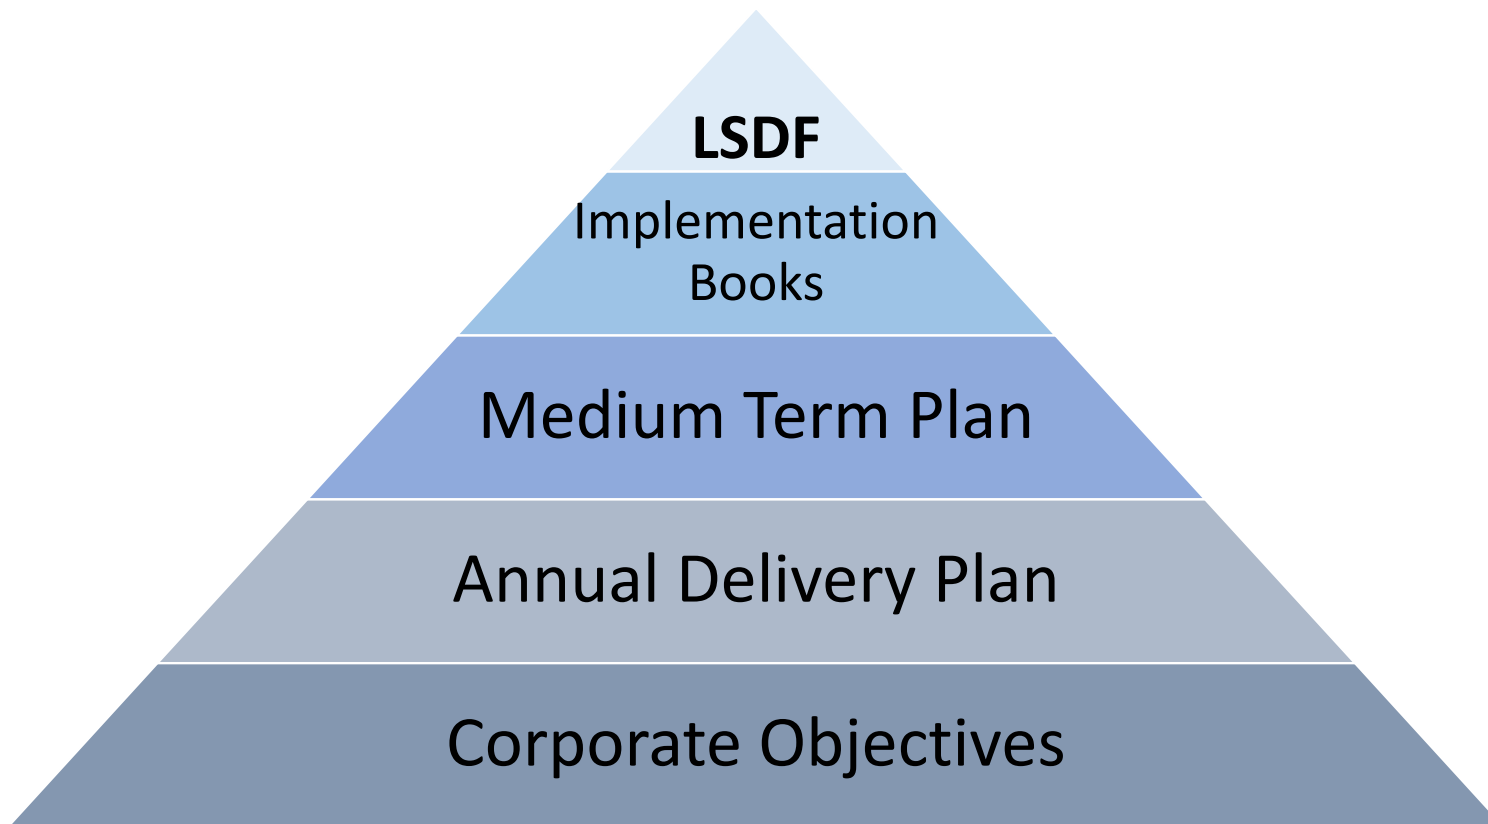 LSDF
Implementation
Books
Medium Term Plan
Annual Delivery Plan
Corporate Objectives